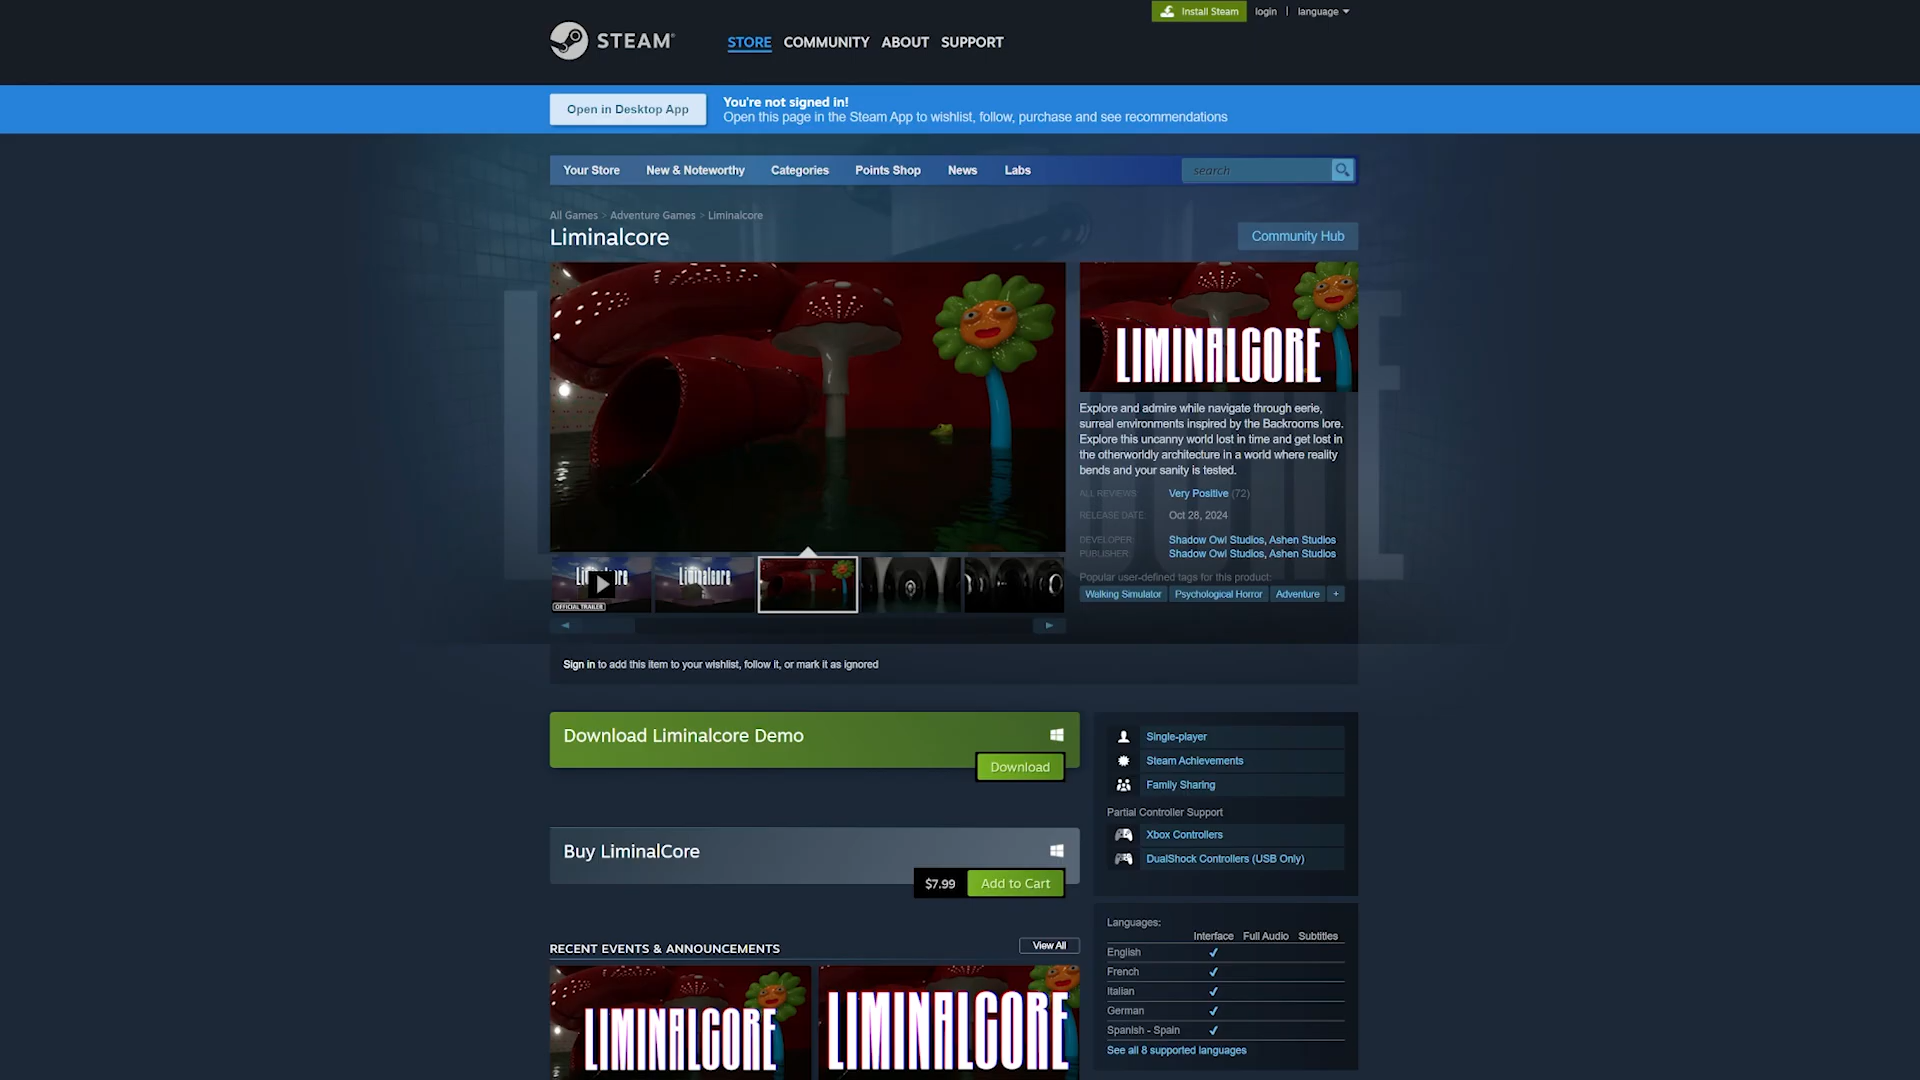 Install Steam login | language
STEAM®
STORE COMMUNITY ABOUT SUPPORT
Open in Desktop App
You're not signed in!
Open this page in the Steam App to wishlist, follow, purchase and see recommendations
Your Store New & Noteworthy Categories Points Shop News Labs search
All Games > Adventure Games > Liminalcore
Liminalcore
Community Hub
LIMINALCORE
Explore and admire while navigate through eerie,
surreal environments inspired by the Backrooms lore.
Explore this uncanny world lost in time and get lost in
the otherworldly architecture in a world where reality
bends and your sanity is tested.
ALL REVIEWS: Very Positive (72)
RELEASE DATE: Oct 28, 2024
DEVELOPER: Shadow Owl Studios, Ashen Studios
PUBLISHER: Shadow Owl Studios, Ashen Studios
Popular user-defined tags for this product:
Walking Simulator Psychological Horror Adventure +
Liminalcore
OFFICIAL TRAILER
Sign in to add this item to your wishlist, follow it, or mark it as ignored
Download Liminalcore Demo
Download
Buy LiminalCore
$7.99 Add to Cart
RECENT EVENTS & ANNOUNCEMENTS
View All
LIMINALCORE
LIMINALCORE
Single-player
Steam Achievements
Family Sharing
Partial Controller Support
Xbox Controllers
DualShock Controllers (USB Only)
Languages:
Interface Full Audio Subtitles
English ✔
French ✔
Italian ✔
German ✔
Spanish - Spain ✔
See all 8 supported languages